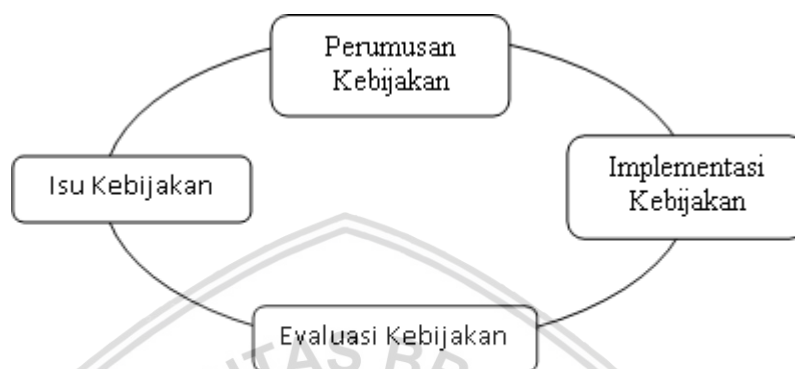 Perumusan
Kebijakan
Isu Kebijakan
Implementasi
Kebijakan
Evaluasi Kebijakan